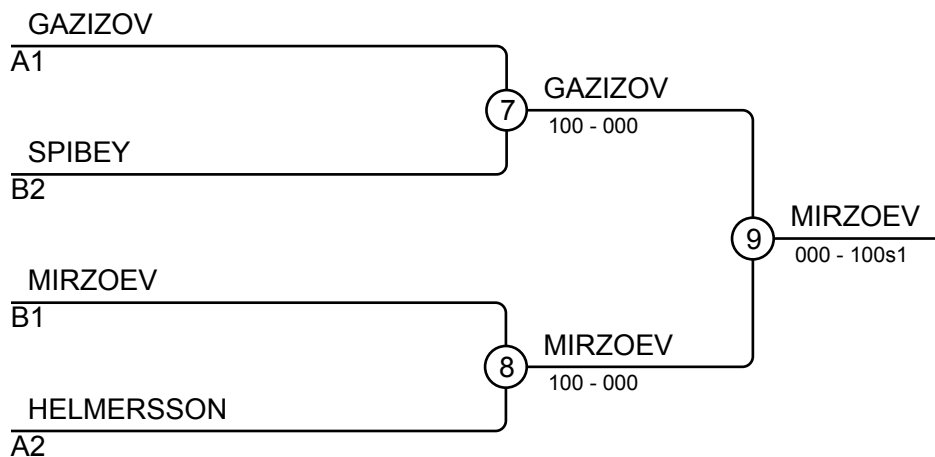 GAZIZOV
A1
7
GAZIZOV
100 - 000
SPIBEY
B2
9
MIRZOEV
000 - 100s1
MIRZOEV
B1
8
MIRZOEV
100 - 000
HELMERSSON
A2